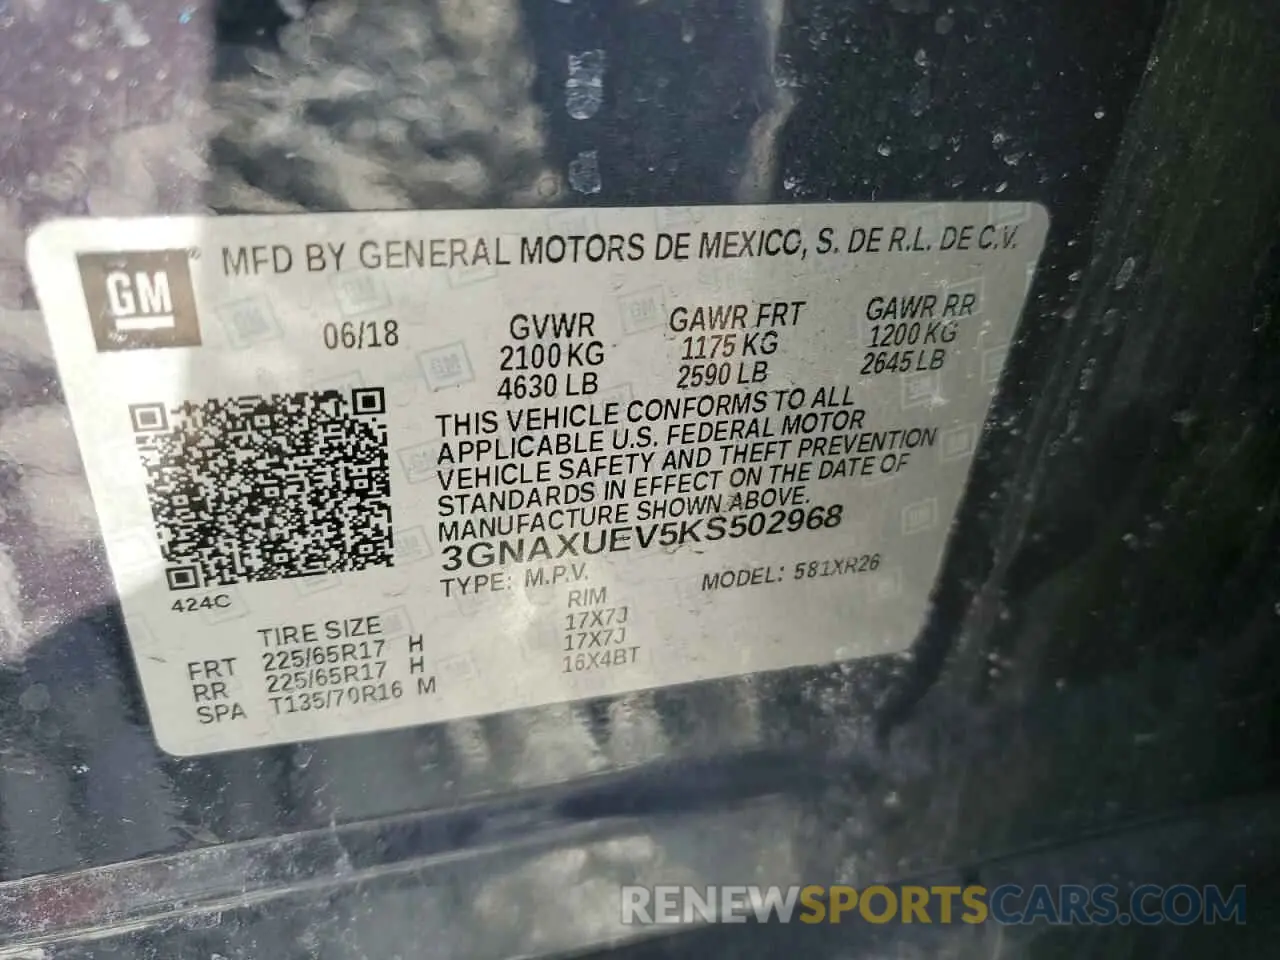 GM ® MFD BY GENERAL MOTORS DE MEXICO, S. DE R.L. DE C.V.
06/18 GVWR GAWR FRT GAWR RR
2100 KG 1175 KG 1200 KG
4630 LB 2590 LB 2645 LB
THIS VEHICLE CONFORMS TO ALL
APPLICABLE U.S. FEDERAL MOTOR
VEHICLE SAFETY AND THEFT PREVENTION
STANDARDS IN EFFECT ON THE DATE OF
MANUFACTURE SHOWN ABOVE.
3GNAXUEV5KS502968
424C TYPE: M.P.V. MODEL: 581XR26
TIRE SIZE RIM
FRT 225/65R17 H 17X7J
RR 225/65R17 H 17X7J
SPA T135/70R16 M 16X4BT
RENEWSPORTSCARS.COM